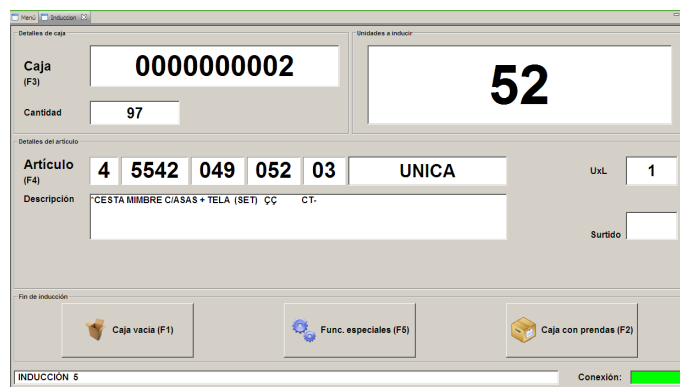 Menú Induccion
Detalles de caja
Unidades a inducir
Caja
(F3)
0000000002
52
Cantidad
97
Detalles del artículo
Artículo
(F4)
4 5542 049 052 03 UNICA
UxL 1
Descripción
*CESTA MIMBRE C/ASAS + TELA (SET) ÇÇ CT-
Surtido
Fin de inducción
Caja vacía (F1)
Func. especiales (F5)
Caja con prendas (F2)
INDUCCIÓN 5
Conexión: